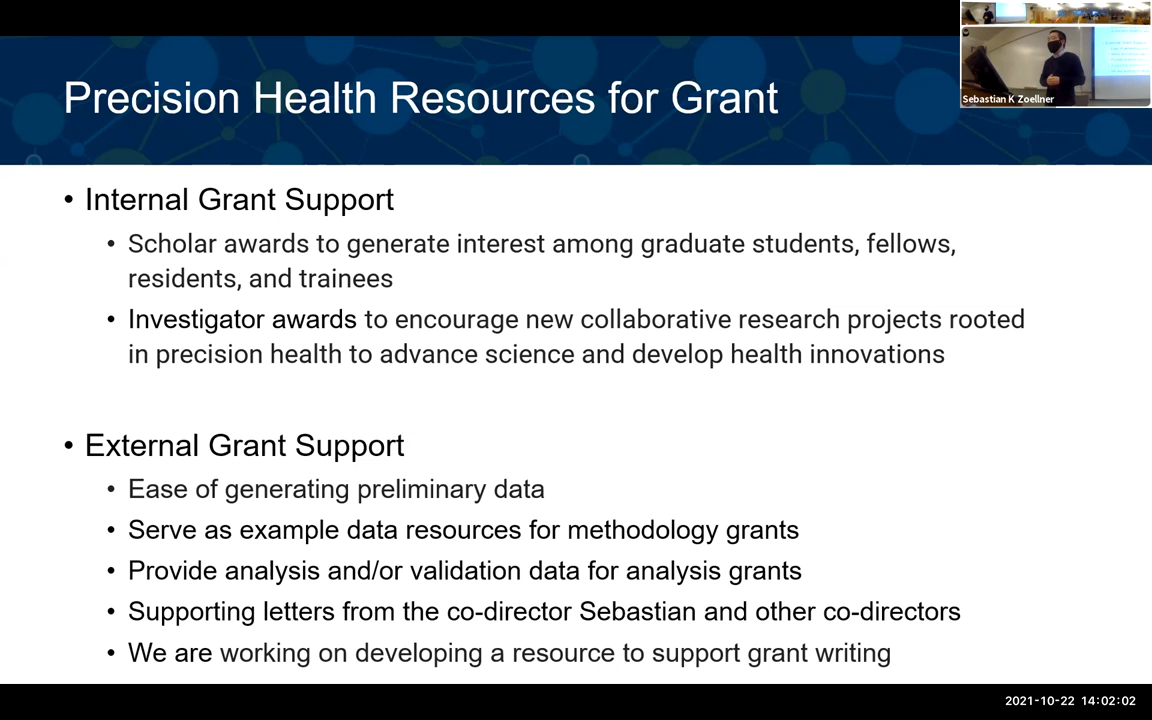 Precision Health Resources for Grant
Sebastian K Zoellner
• Internal Grant Support
• Scholar awards to generate interest among graduate students, fellows,
residents, and trainees
• Investigator awards to encourage new collaborative research projects rooted
in precision health to advance science and develop health innovations
• External Grant Support
• Ease of generating preliminary data
• Serve as example data resources for methodology grants
• Provide analysis and/or validation data for analysis grants
• Supporting letters from the co-director Sebastian and other co-directors
• We are working on developing a resource to support grant writing
2021-10-22 14:02:02